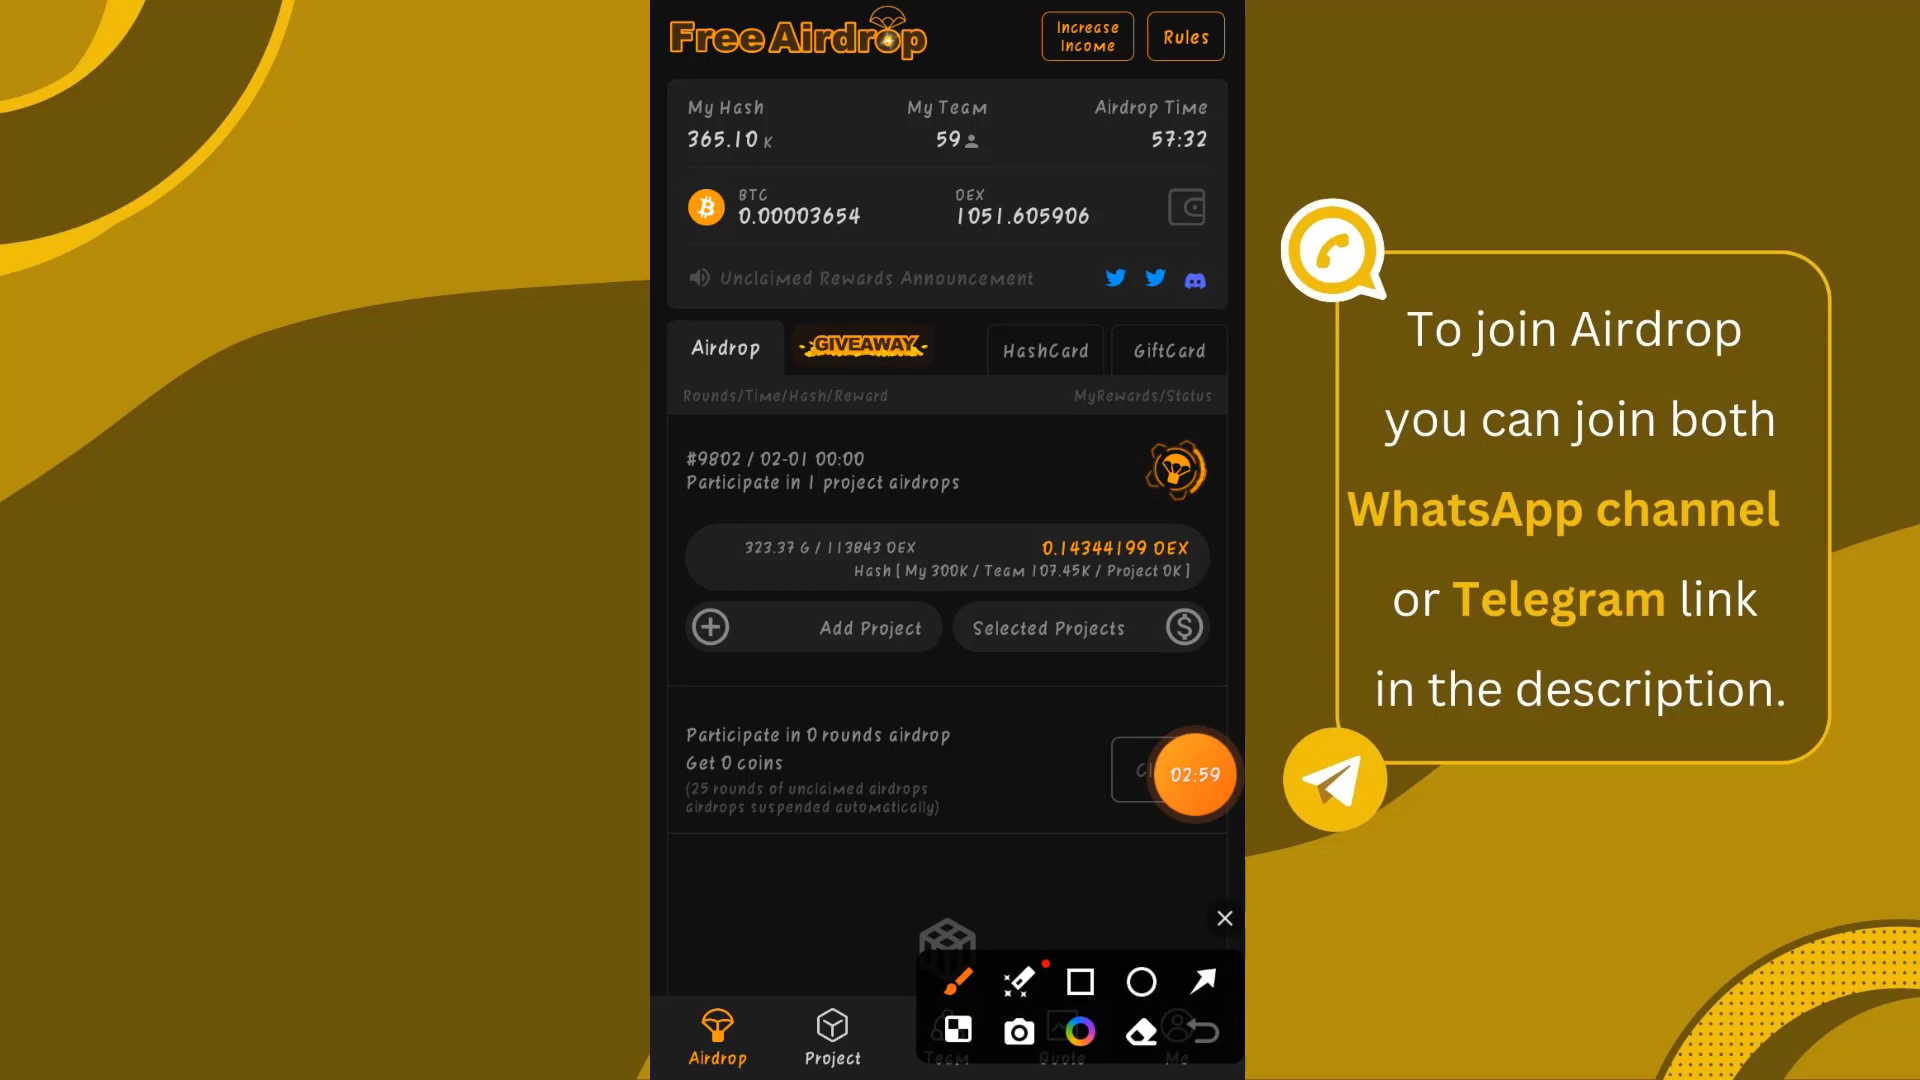 Free Airdrop
Increase
Income
Rules
My Hash
My Team
Airdrop Time
365.10 K
59
57:32
BTC
0.00003654
OEX
1051.605906
Unclaimed Rewards Announcement
Airdrop
GIVEAWAY
HashCard
GiftCard
Rounds/Time/Hash/Reward
MyRewards/Status
#9802 / 02-01 00:00
Participate in 1 project airdrops
323.37 G / 113843 OEX
0.14344199 OEX
Hash [ My 300K / Team 107.45K / Project 0K ]
Add Project
Selected Projects
Participate in 0 rounds airdrop
Get 0 coins
(25 rounds of unclaimed airdrops
airdrops suspended automatically)
02:59
Airdrop
Project
Team
Quote
Me
To join Airdrop
you can join both
WhatsApp channel
or Telegram link
in the description.